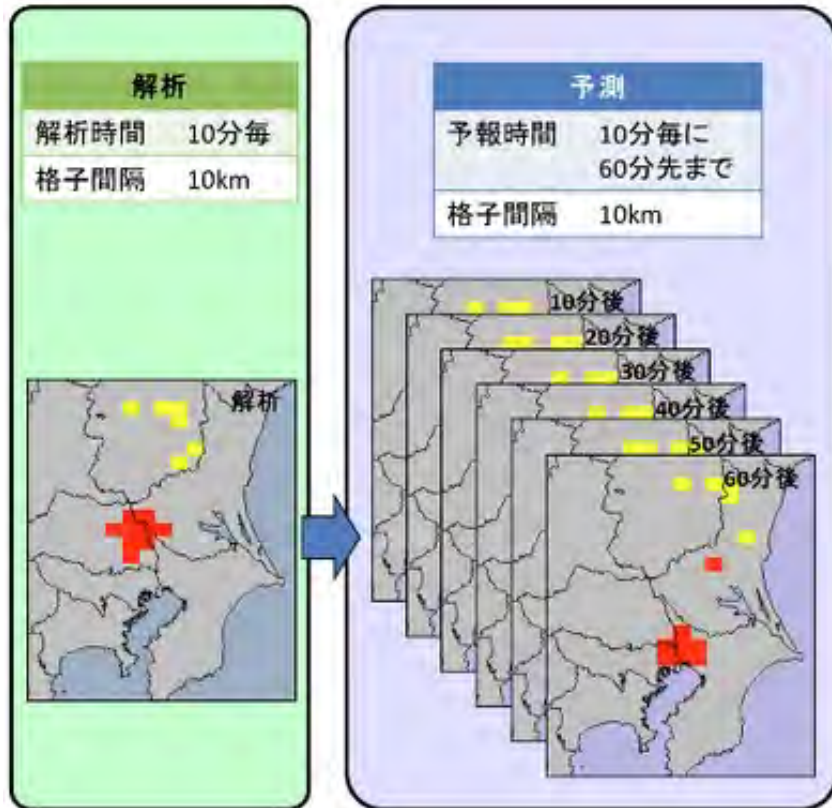 解析
解析時間 10分毎
格子間隔 10km
解析
予測
予報時間 10分毎に
60分先まで
格子間隔 10km
10分後
20分後
30分後
40分後
50分後
60分後